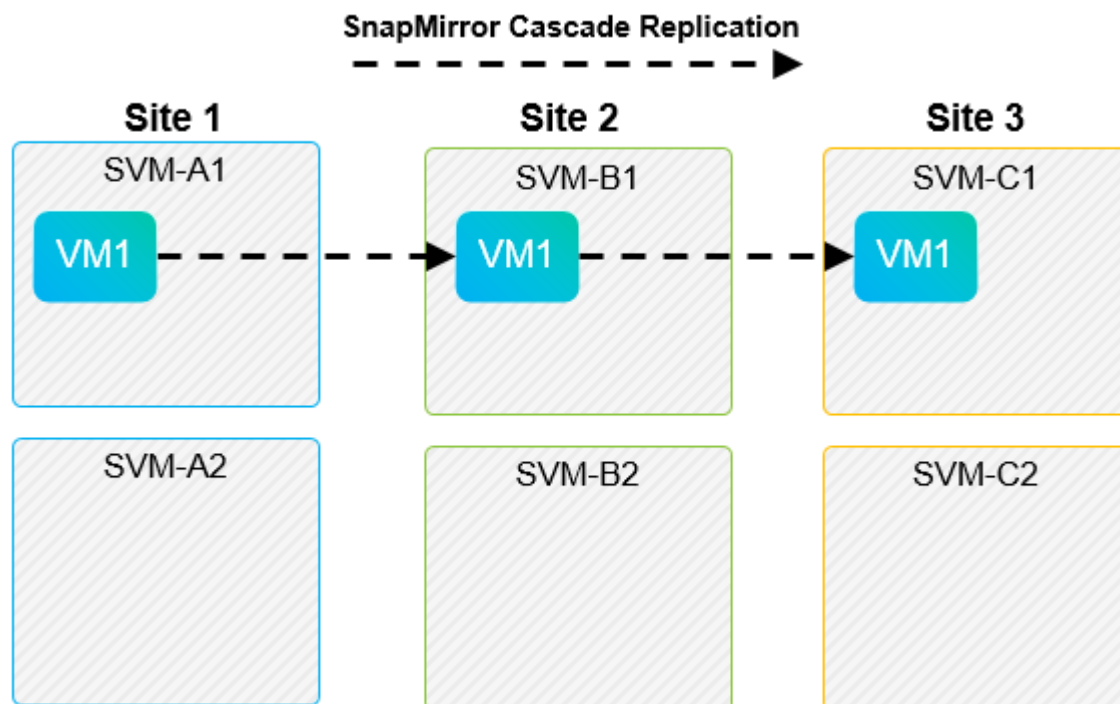 SnapMirror Cascade Replication
Site 1
Site 2
Site 3
SVM-A1
SVM-B1
SVM-C1
VM1
VM1
VM1
SVM-A2
SVM-B2
SVM-C2